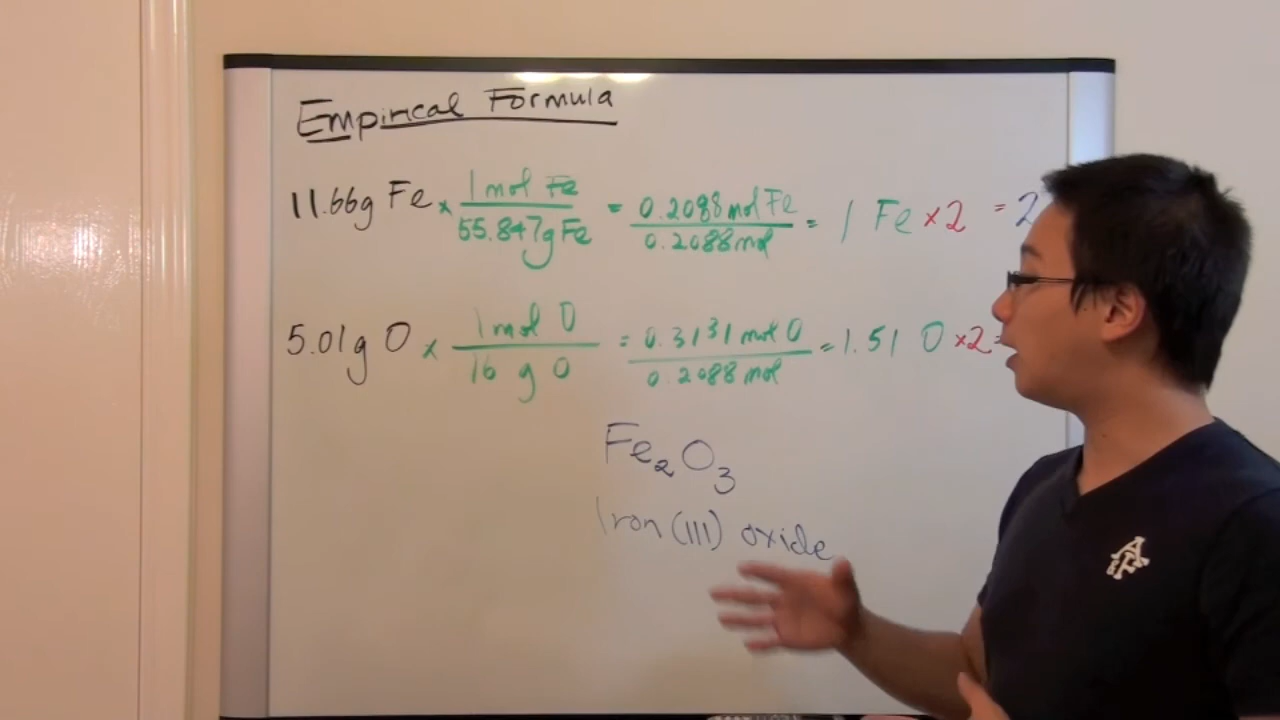 Empirical Formula
11.66g Fe × 1 mol Fe / 55.847g Fe = 0.2088 mol Fe / 0.2088 mol = 1 Fe ×2 = 2
5.01g O × 1 mol O / 16 g O = 0.3131 mol O / 0.2088 mol = 1.51 O ×2 =
Fe₂O₃
Iron (III) oxide